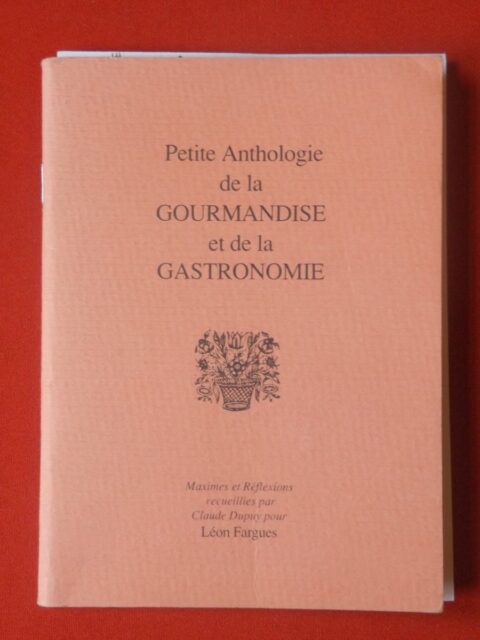 Petite Anthologie
de la
GOURMANDISE
et de la
GASTRONOMIE
Maximes et Réflexions
recueillies par
Claude Dupuy pour
Léon Fargues